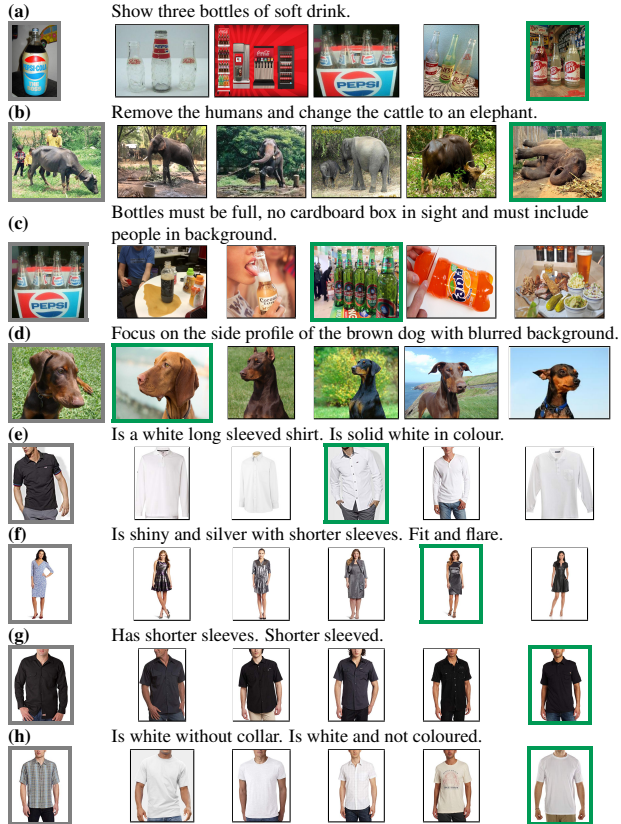 (a)
Show three bottles of soft drink.
PEPSI-COLA
PEPSI
(b)
Remove the humans and change the cattle to an elephant.
(c)
Bottles must be full, no cardboard box in sight and must include
people in background.
PEPSI
Fanta
(d)
Focus on the side profile of the brown dog with blurred background.
(e)
Is a white long sleeved shirt. Is solid white in colour.
(f)
Is shiny and silver with shorter sleeves. Fit and flare.
(g)
Has shorter sleeves. Shorter sleeved.
(h)
Is white without collar. Is white and not coloured.